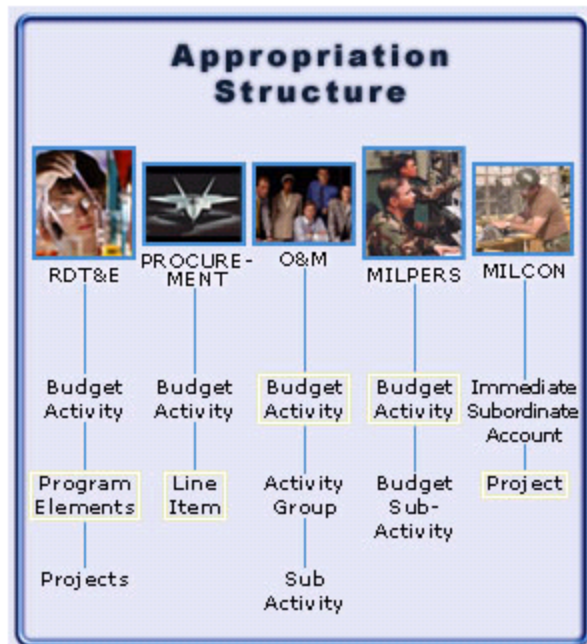 Appropriation
Structure
RDT&E
PROCURE-
MENT
O&M
MILPERS
MILCON
Budget
Activity
Budget
Activity
Budget
Activity
Budget
Activity
Immediate
Subordinate
Account
Program
Elements
Line
Item
Activity
Group
Budget
Sub-
Activity
Project
Projects
Sub
Activity